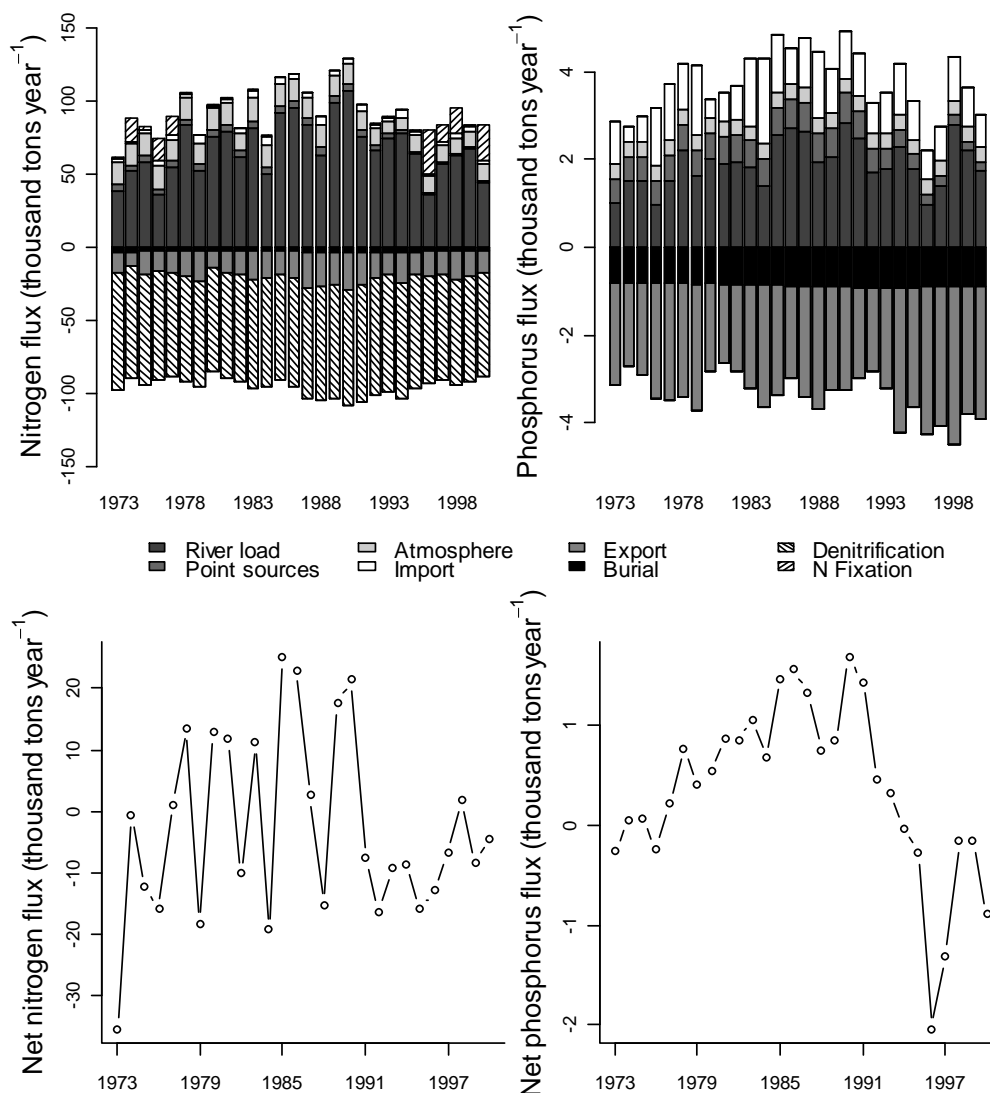 Nitrogen flux (thousand tons year⁻¹)
150
100
50
0
-50
-100
-150
1973 1978 1983 1988 1993 1998
Phosphorus flux (thousand tons year⁻¹)
4
2
0
-2
-4
1973 1978 1983 1988 1993 1998
River load Atmosphere Export Denitrification
Point sources Import Burial N Fixation
Net nitrogen flux (thousand tons year⁻¹)
20
10
0
-10
-20
-30
1973 1979 1985 1991 1997
Net phosphorus flux (thousand tons year⁻¹)
1
0
-1
-2
1973 1979 1985 1991 1997